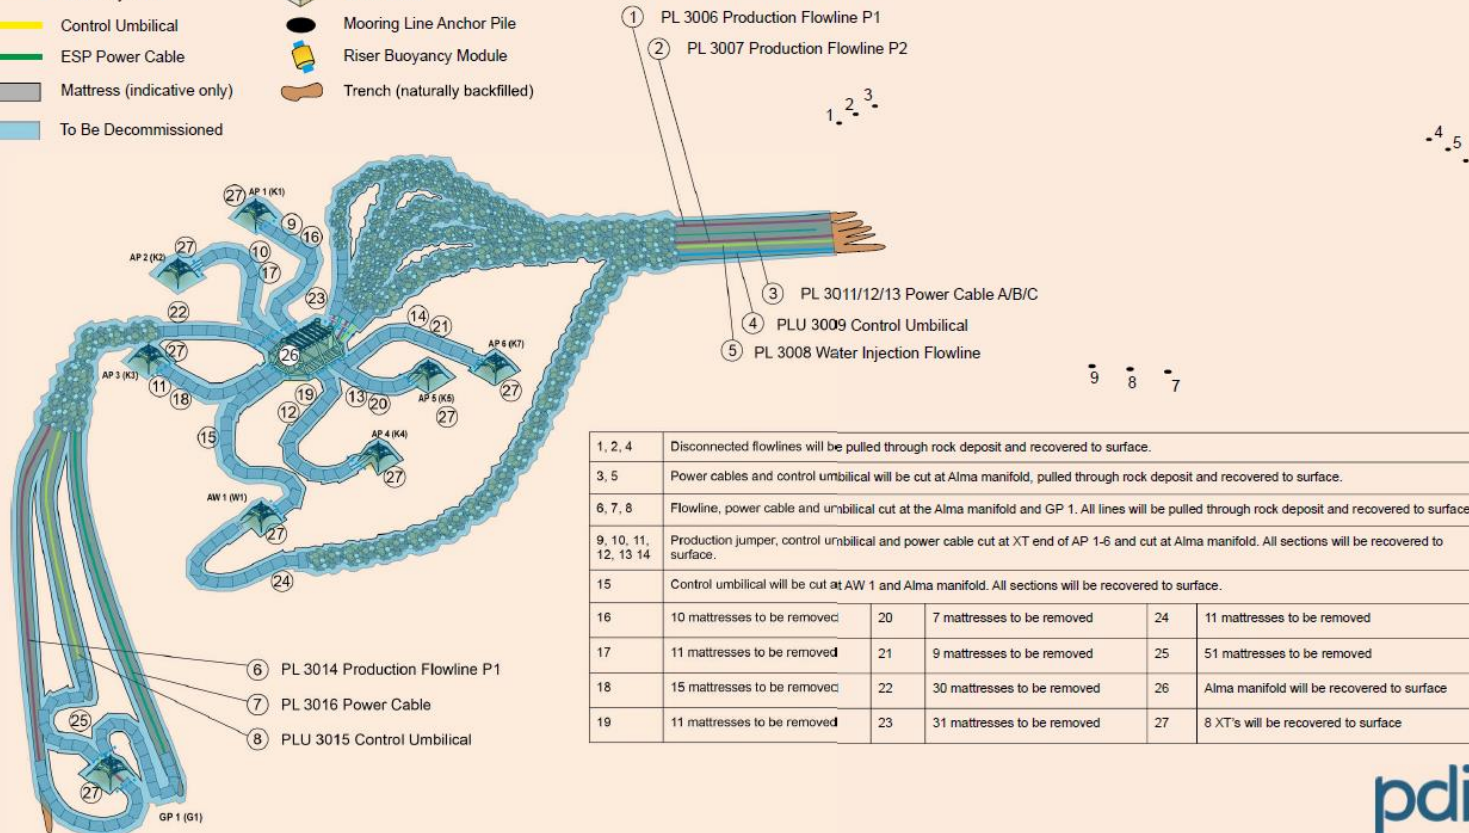 Control Umbilical
Mooring Line Anchor Pile
ESP Power Cable
Riser Buoyancy Module
Mattress (indicative only)
Trench (naturally backfilled)
To Be Decommissioned
1 PL 3006 Production Flowline P1
2 PL 3007 Production Flowline P2
1 2 3
4 5
27 AP 1 (K1)
9
16
AP 2 (K2) 27
10
17
22
23
14
21
3 PL 3011/12/13 Power Cable A/B/C
4 PLU 3009 Control Umbilical
5 PL 3008 Water Injection Flowline
AP 6 (K7)
27
26
27
AP 3 (K3)
11
18
19
12
13
20
AP 5 (K5)
27
9 8 7
15
AP 4 (K4)
27
AW 1 (W1)
27
24
6 PL 3014 Production Flowline P1
7 PL 3016 Power Cable
8 PLU 3015 Control Umbilical
25
27
GP 1 (G1)
1, 2, 4 Disconnected flowlines will be pulled through rock deposit and recovered to surface.
3, 5 Power cables and control umbilical will be cut at Alma manifold, pulled through rock deposit and recovered to surface.
6, 7, 8 Flowline, power cable and umbilical cut at the Alma manifold and GP 1. All lines will be pulled through rock deposit and recovered to surface
9, 10, 11, Production jumper, control umbilical and power cable cut at XT end of AP 1-6 and cut at Alma manifold. All sections will be recovered to
12, 13 14 surface.
15 Control umbilical will be cut at AW 1 and Alma manifold. All sections will be recovered to surface.
16 10 mattresses to be removed 20 7 mattresses to be removed 24 11 mattresses to be removed
17 11 mattresses to be removed 21 9 mattresses to be removed 25 51 mattresses to be removed
18 15 mattresses to be removed 22 30 mattresses to be removed 26 Alma manifold will be recovered to surface
19 11 mattresses to be removed 23 31 mattresses to be removed 27 8 XT's will be recovered to surface
pdi